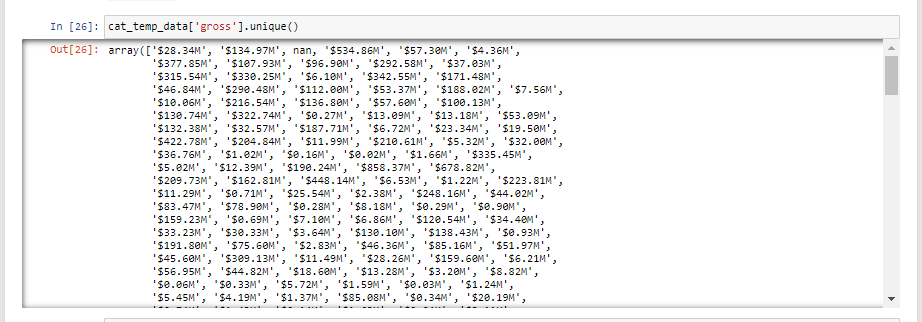 In [26]: cat_temp_data['gross'].unique()
Out[26]: array(['$28.34M', '$134.97M', nan, '$534.86M', '$57.30M', '$4.36M',
'$377.85M', '$107.93M', '$96.90M', '$292.58M', '$37.03M',
'$315.54M', '$330.25M', '$6.10M', '$342.55M', '$171.48M',
'$46.84M', '$290.48M', '$112.00M', '$53.37M', '$188.02M', '$7.56M',
'$10.06M', '$216.54M', '$136.80M', '$57.60M', '$100.13M',
'$130.74M', '$322.74M', '$0.27M', '$13.09M', '$13.18M', '$53.09M',
'$132.38M', '$32.57M', '$187.71M', '$6.72M', '$23.34M', '$19.50M',
'$422.78M', '$204.84M', '$11.99M', '$210.61M', '$5.32M', '$32.00M',
'$36.76M', '$1.02M', '$0.16M', '$0.02M', '$1.66M', '$335.45M',
'$5.02M', '$12.39M', '$190.24M', '$858.37M', '$678.82M',
'$209.73M', '$162.81M', '$448.14M', '$6.53M', '$1.22M', '$223.81M',
'$11.29M', '$0.71M', '$25.54M', '$2.38M', '$248.16M', '$44.02M',
'$83.47M', '$78.90M', '$0.28M', '$8.18M', '$0.29M', '$0.90M',
'$159.23M', '$0.69M', '$7.10M', '$6.86M', '$120.54M', '$34.40M',
'$33.23M', '$30.33M', '$3.64M', '$130.10M', '$138.43M', '$0.93M',
'$191.80M', '$75.60M', '$2.83M', '$46.36M', '$85.16M', '$51.97M',
'$45.60M', '$309.13M', '$11.49M', '$28.26M', '$159.60M', '$6.21M',
'$56.95M', '$44.82M', '$18.60M', '$13.28M', '$3.20M', '$8.82M',
'$0.06M', '$0.33M', '$5.72M', '$1.59M', '$0.03M', '$1.24M',
'$5.45M', '$4.19M', '$1.37M', '$85.08M', '$0.34M', '$20.19M',